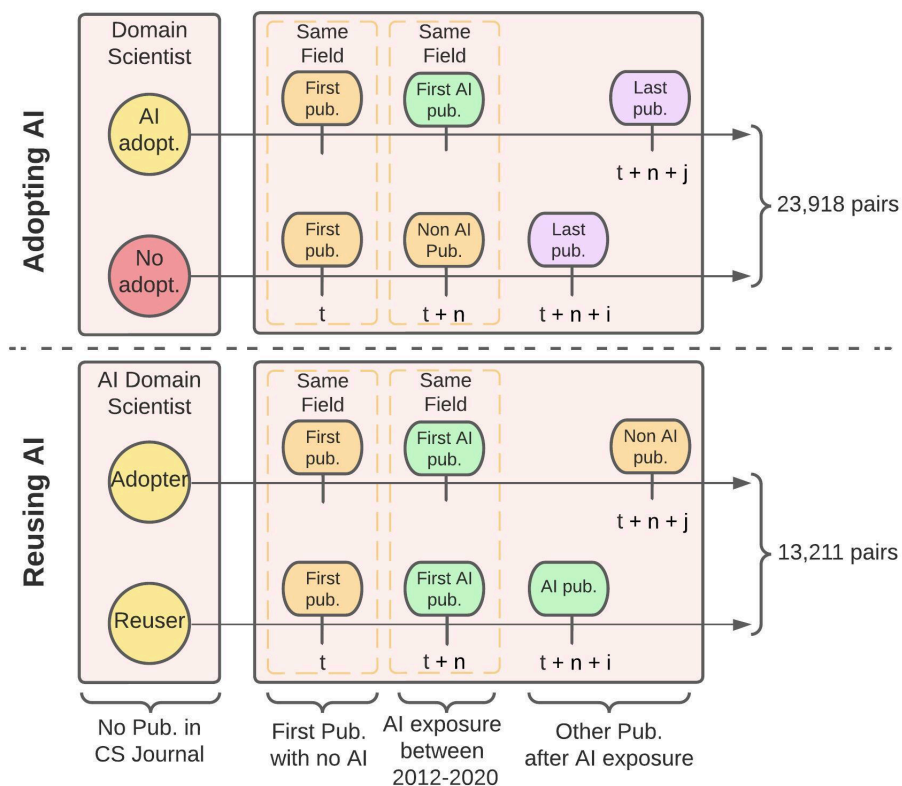 Adopting AI
Domain
Scientist
AI
adopt.
No
adopt.
Same
Field
First
pub.
Same
Field
First AI
pub.
Last
pub.
t + n + j
First
pub.
t
Non AI
Pub.
t + n
Last
pub.
t + n + i
23,918 pairs
Reusing AI
AI Domain
Scientist
Adopter
Reuser
Same
Field
First
pub.
Same
Field
First AI
pub.
Non AI
pub.
t + n + j
First
pub.
t
First AI
pub.
t + n
AI pub.
t + n + i
13,211 pairs
No Pub. in
CS Journal
First Pub.
with no AI
AI exposure
between
2012-2020
Other Pub.
after AI exposure